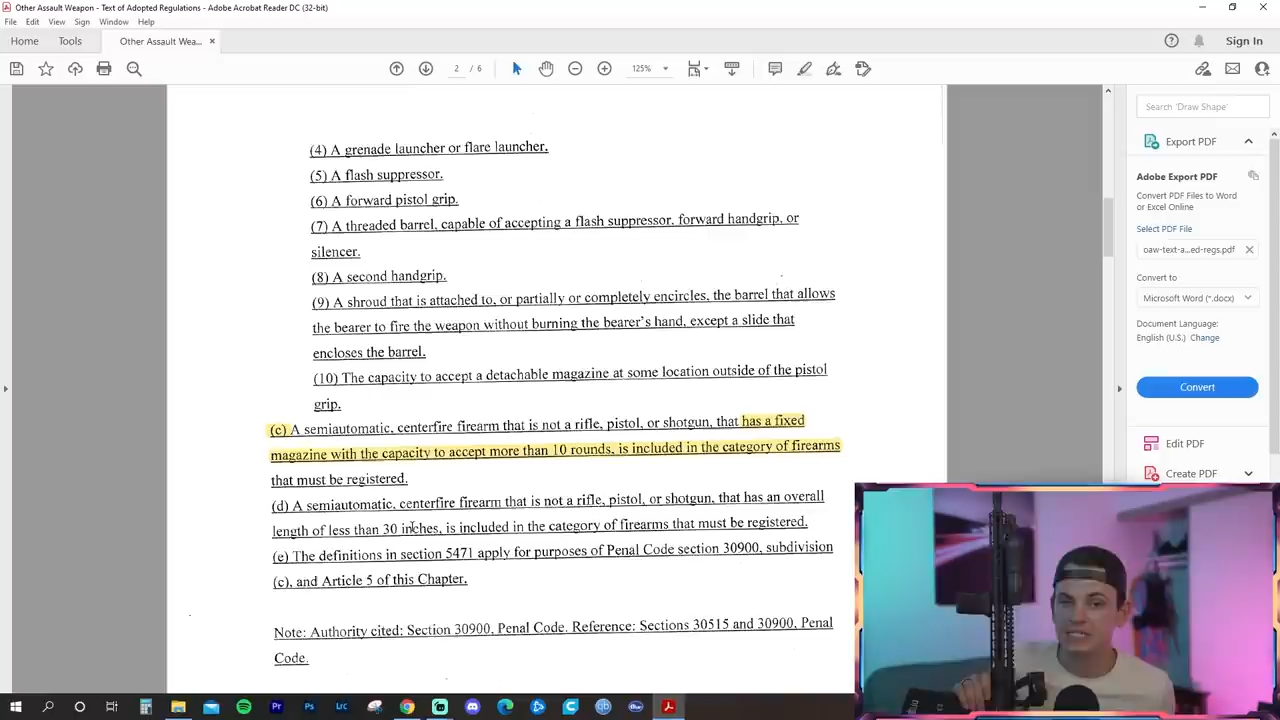 Other Assault Weapon - Text of Adopted Regulations - Adobe Acrobat Reader DC (32-bit)
File Edit View Sign Window Help
Home Tools Other Assault Wea... × Sign In
2 / 6 125%
Search 'Draw Shape'
Export PDF
Adobe Export PDF
Convert PDF Files to Word
or Excel Online
Select PDF File
oaw-text-a...ed-regs.pdf
Convert to
Microsoft Word (*.docx)
Document Language:
English (U.S.) Change
Convert
Edit PDF
Create PDF
(4) A grenade launcher or flare launcher.
(5) A flash suppressor.
(6) A forward pistol grip.
(7) A threaded barrel, capable of accepting a flash suppressor, forward handgrip, or
silencer.
(8) A second handgrip.
(9) A shroud that is attached to, or partially or completely encircles, the barrel that allows
the bearer to fire the weapon without burning the bearer's hand, except a slide that
encloses the barrel.
(10) The capacity to accept a detachable magazine at some location outside of the pistol
grip.
(c) A semiautomatic, centerfire firearm that is not a rifle, pistol, or shotgun, that has a fixed
magazine with the capacity to accept more than 10 rounds, is included in the category of firearms
that must be registered.
(d) A semiautomatic, centerfire firearm that is not a rifle, pistol, or shotgun, that has an overall
length of less than 30 inches, is included in the category of firearms that must be registered.
(e) The definitions in section 5471 apply for purposes of Penal Code section 30900, subdivision
(c), and Article 5 of this Chapter.
Note: Authority cited: Section 30900, Penal Code. Reference: Sections 30515 and 30900, Penal
Code.
Pr Ps Lrc